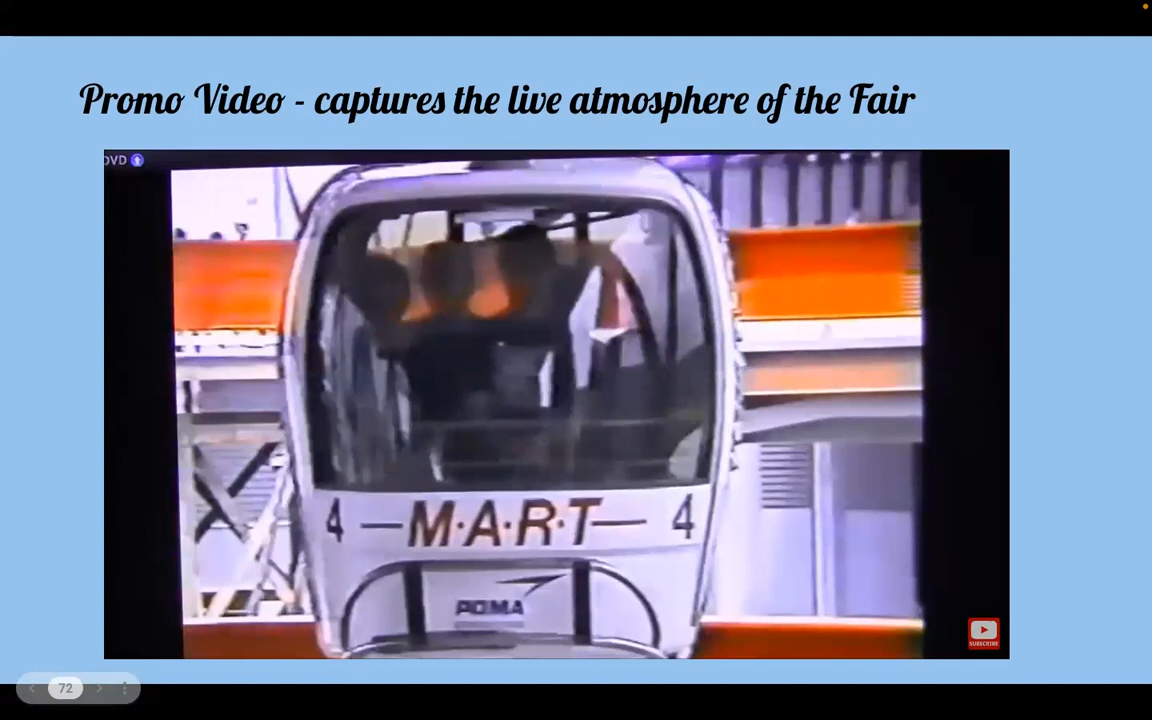 Promo Video - captures the live atmosphere of the Fair
DVD
4 —M·A·R·T— 4
POMA
SUBSCRIBE
72